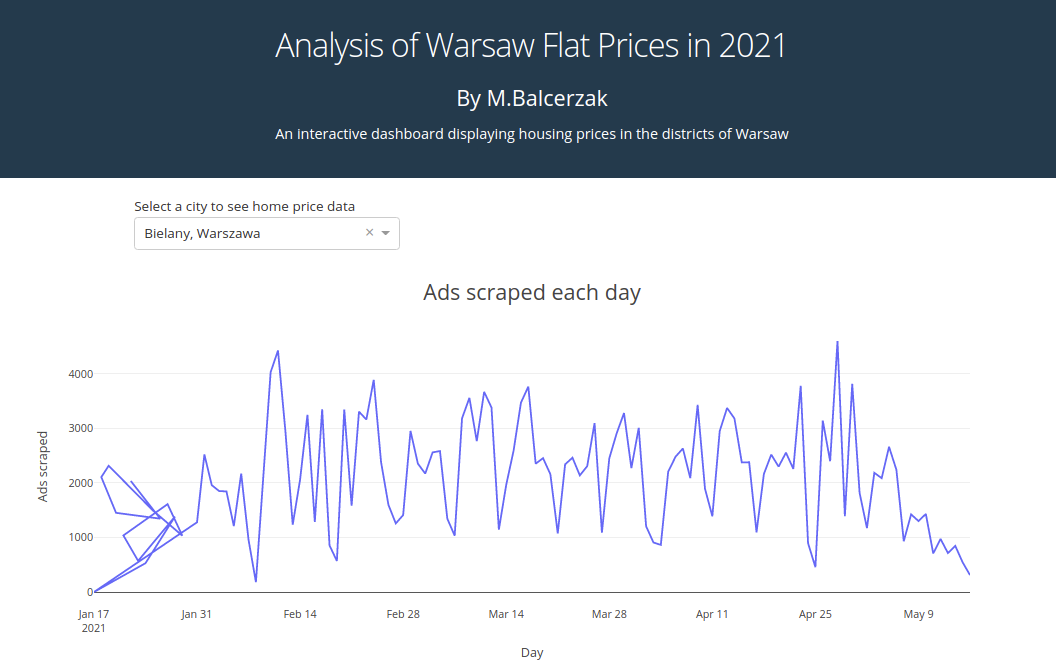 Analysis of Warsaw Flat Prices in 2021
By M.Balcerzak
An interactive dashboard displaying housing prices in the districts of Warsaw
Select a city to see home price data
Bielany, Warszawa ×
Ads scraped each day
4000
3000
2000
1000
0
Ads scraped
Jan 17 Jan 31 Feb 14 Feb 28 Mar 14 Mar 28 Apr 11 Apr 25 May 9
2021
Day